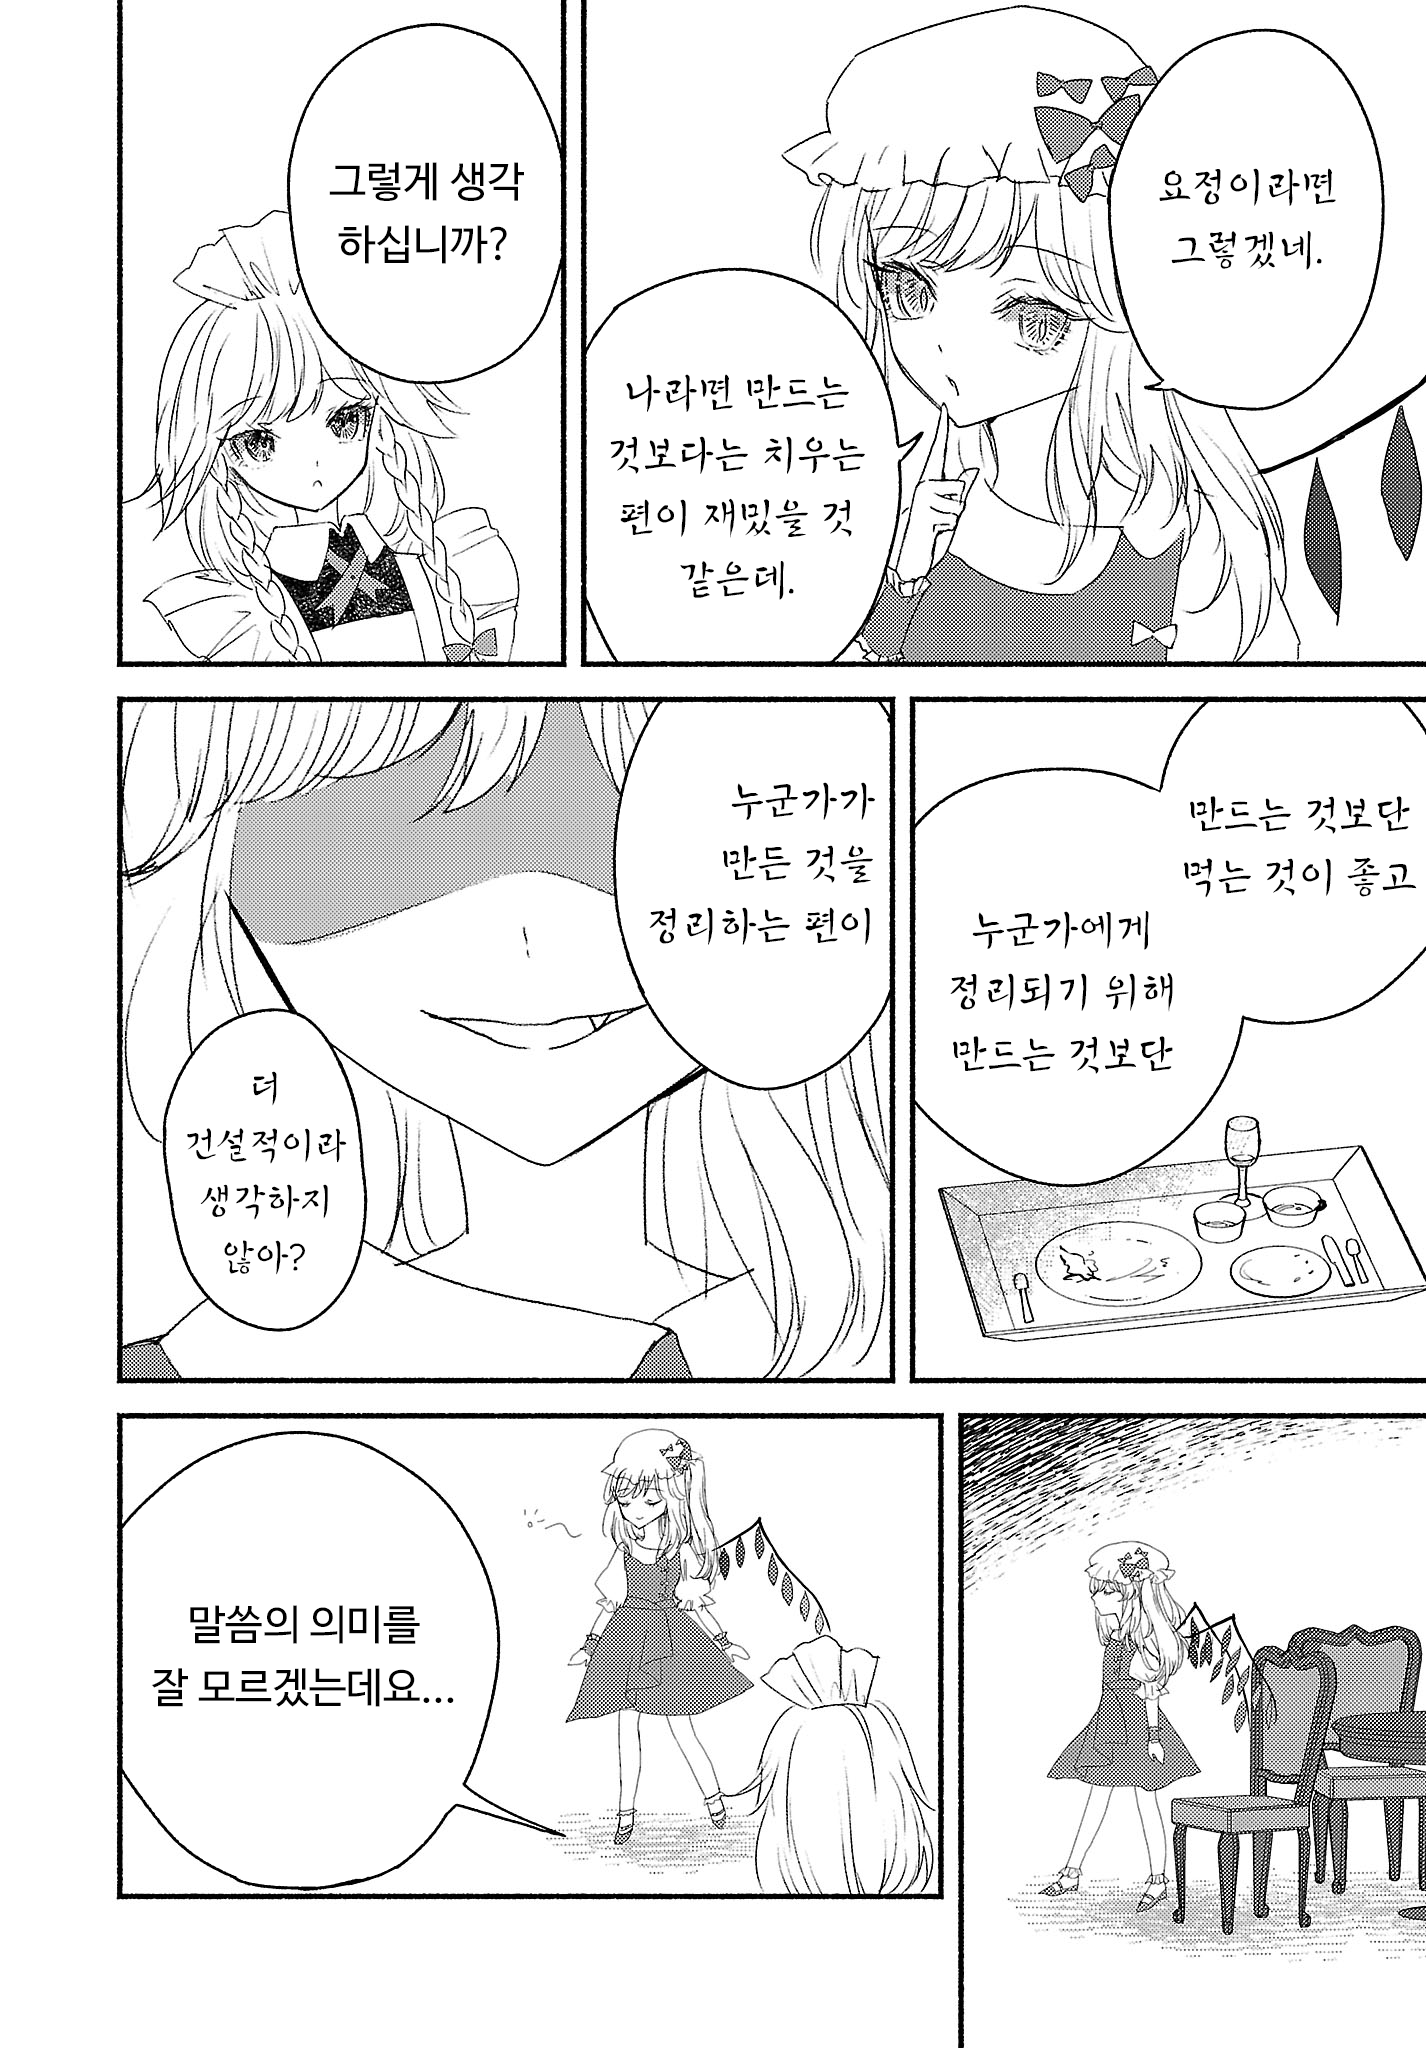 요정이라면
그렇겠네.
나라면 만드는
것보다는 치우는
편이 재밌을 것
같은데.
그렇게 생각
하십니까?
만드는 것보단
먹는 것이 좋고
누군가에게
정리되기 위해
만드는 것보단
누군가가
만든 것을
정리하는 편이
더
건설적이라
생각하지
않아?
말씀의 의미를
잘 모르겠는데요...